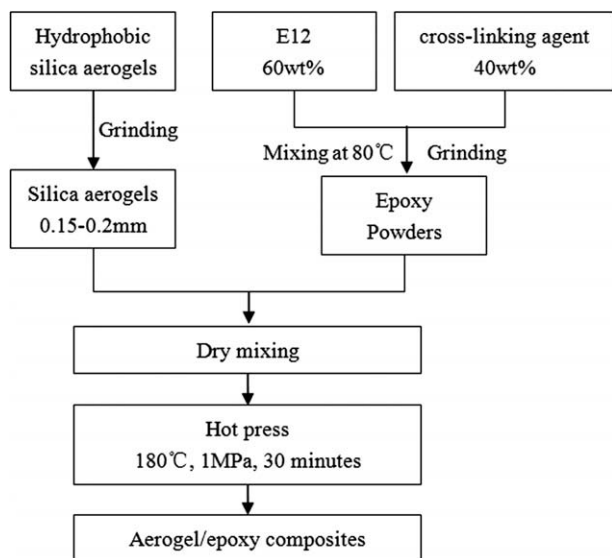 Hydrophobic
silica aerogels
E12
60wt%
cross-linking agent
40wt%
Grinding
Mixing at 80℃ Grinding
Silica aerogels
0.15-0.2mm
Epoxy
Powders
Dry mixing
Hot press
180℃, 1MPa, 30 minutes
Aerogel/epoxy composites